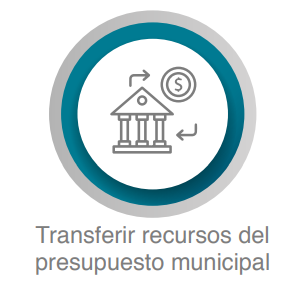 $
Transferir recursos del
presupuesto municipal